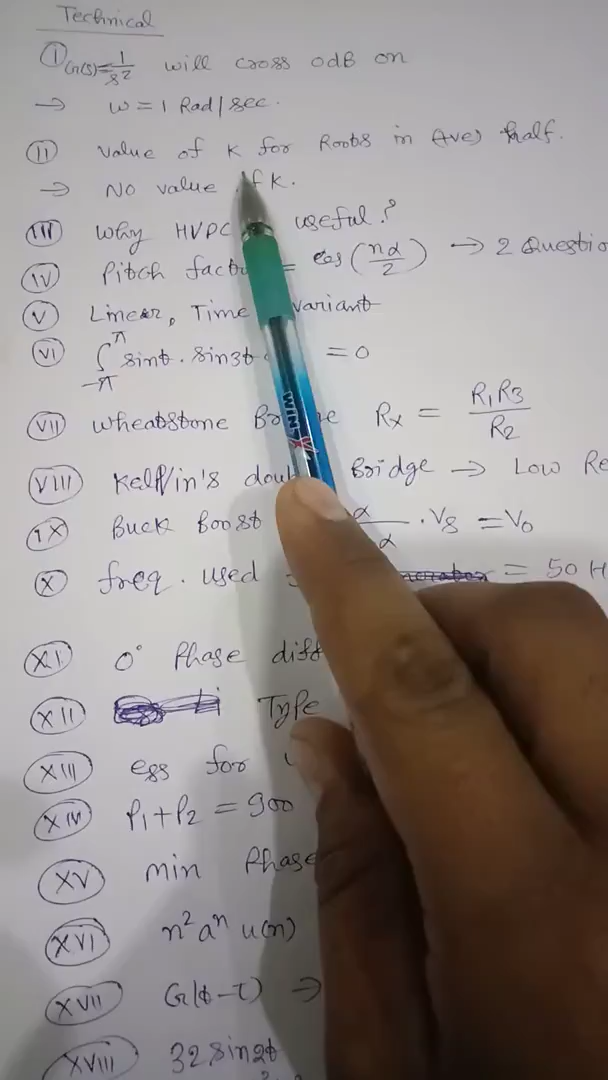 Technical
I G(s)=1/s² will cross 0dB on
→ w=1 Rad/sec.
II Value of K for Roots in (+ve) half.
→ No value of K.
III Why HVDC useful?
IV Pitch factor = cos(nα/2) → 2 Questio
V Linear, Time variant
VI ∫ π -π sint. sin3t =0
VII Wheatstone Bridge Rx = R1R3/R2
VIII Kelvin's double Bridge → Low Re
IX Buck Boost α/ α .Vs =Vo
X freq. used = 50 H
XI 0° Phase diff
XII Type
XIII ess for
XIV P1+P2 = 900
XV min Phase
XVI n² aⁿ u(n)
XVII G(t-τ) →
XVIII 32 sin2t
WIN